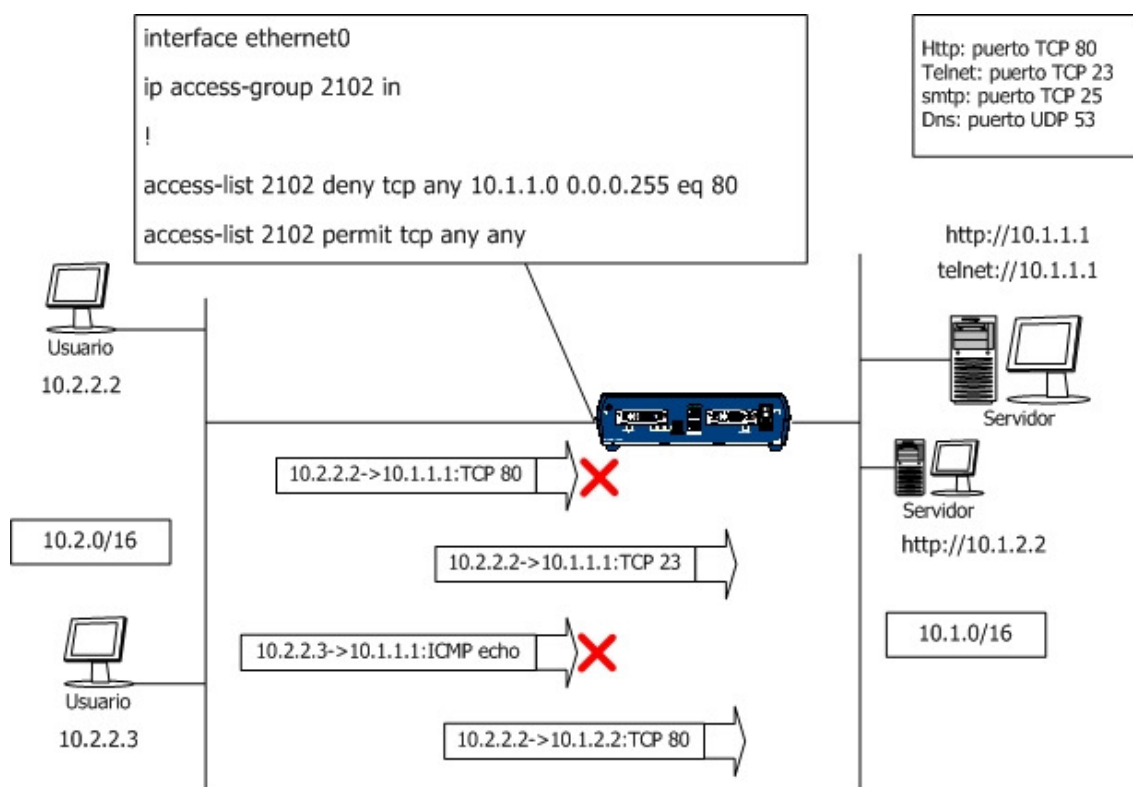 interface ethernet0
ip access-group 2102 in
!
access-list 2102 deny tcp any 10.1.1.0 0.0.0.255 eq 80
access-list 2102 permit tcp any any
Http: puerto TCP 80
Telnet: puerto TCP 23
smtp: puerto TCP 25
Dns: puerto UDP 53
http://10.1.1.1
telnet://10.1.1.1
Usuario
10.2.2.2
Servidor
10.2.2.2->10.1.1.1:TCP 80
Servidor
http://10.1.2.2
10.2.0/16
10.2.2.2->10.1.1.1:TCP 23
10.1.0/16
10.2.2.3->10.1.1.1:ICMP echo
Usuario
10.2.2.3
10.2.2.2->10.1.2.2:TCP 80